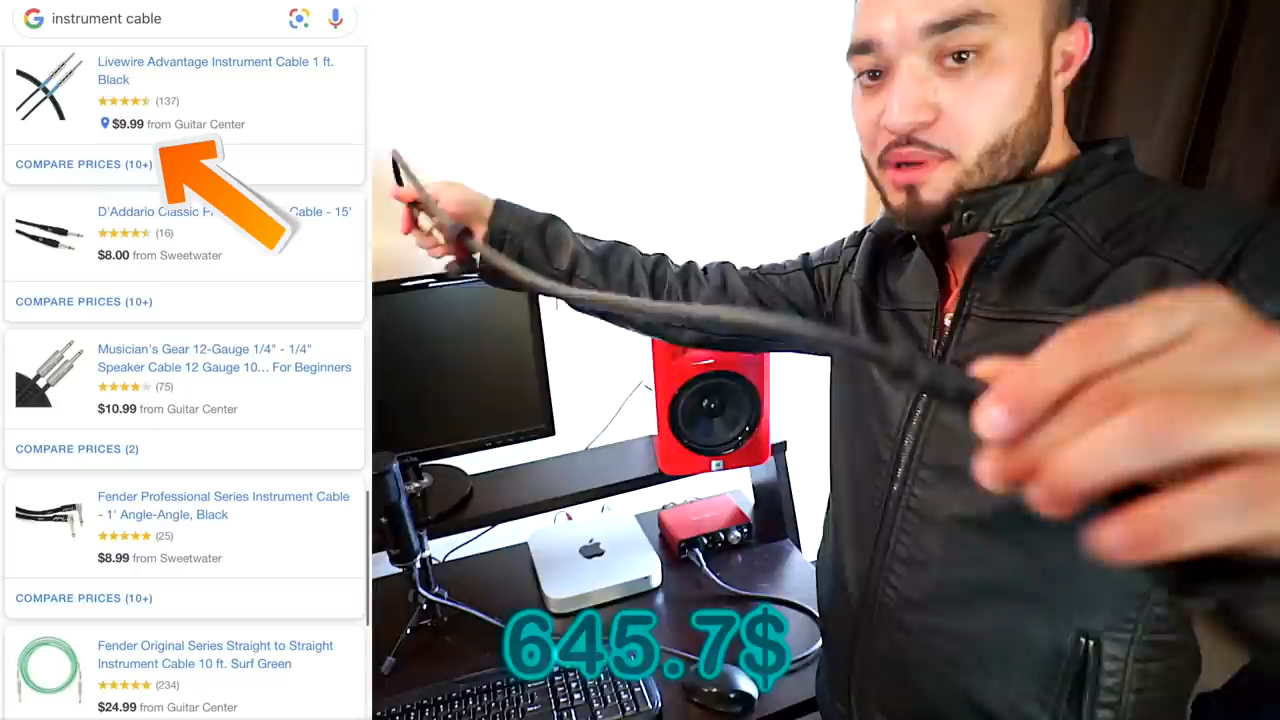 instrument cable
Livewire Advantage Instrument Cable 1 ft.
Black
(137)
$9.99 from Guitar Center
COMPARE PRICES (10+)
D'Addario Classic P Cable - 15'
(16)
$8.00 from Sweetwater
COMPARE PRICES (10+)
Musician's Gear 12-Gauge 1/4" - 1/4"
Speaker Cable 12 Gauge 10... For Beginners
(75)
$10.99 from Guitar Center
COMPARE PRICES (2)
Fender Professional Series Instrument Cable
- 1' Angle-Angle, Black
(25)
$8.99 from Sweetwater
COMPARE PRICES (10+)
Fender Original Series Straight to Straight
Instrument Cable 10 ft. Surf Green
(234)
$24.99 from Guitar Center
645.7$